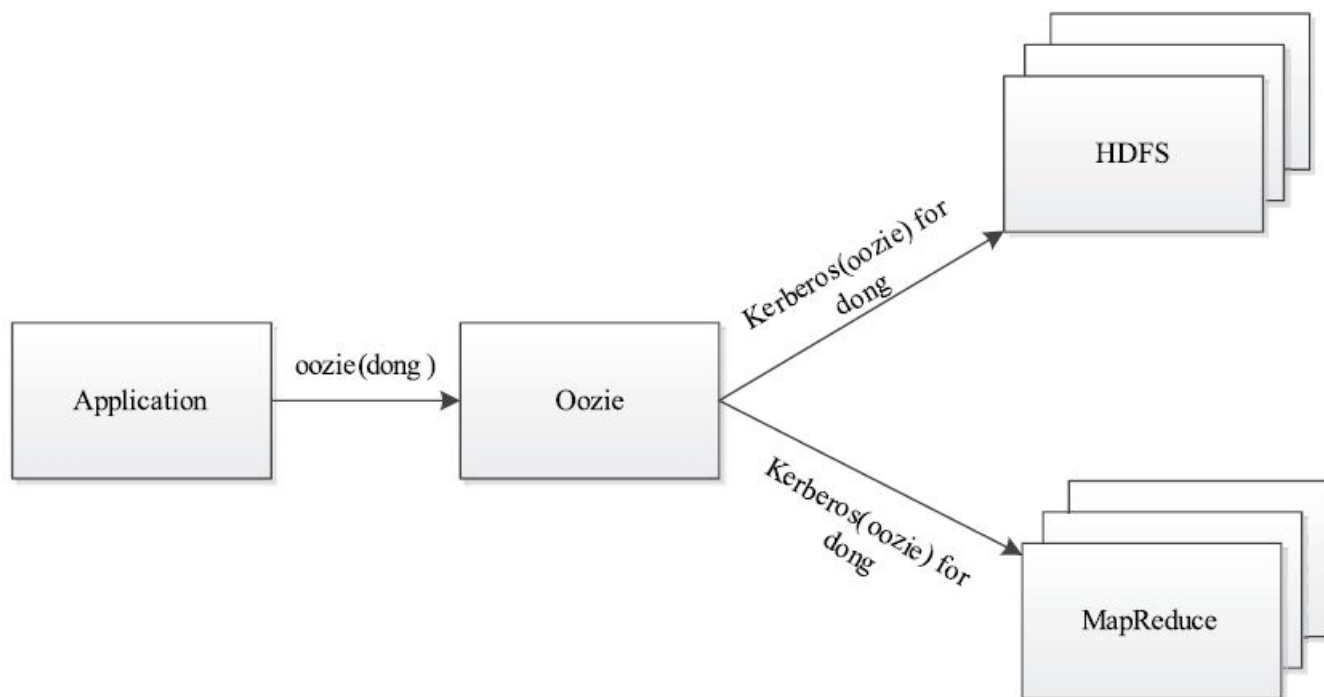 HDFS
Kerberos(oozie) for
dong
Application
oozie(dong )
Oozie
Kerberos(oozie) for
dong
MapReduce